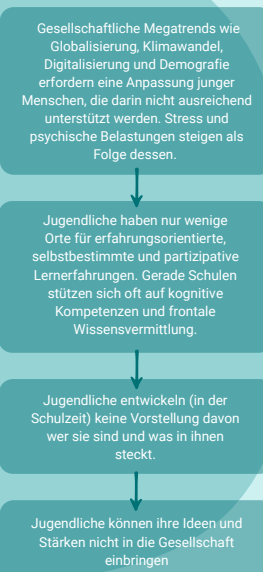 Gesellschaftliche Megatrends wie
Globalisierung, Klimawandel,
Digitalisierung und Demografie
erfordern eine Anpassung junger
Menschen, die darin nicht ausreichend
unterstützt werden. Stress und
psychische Belastungen steigen als
Folge dessen.
Jugendliche haben nur wenige
Orte für erfahrungsorientierte,
selbstbestimmte und partizipative
Lernerfahrungen. Gerade Schulen
stützen sich oft auf kognitive
Kompetenzen und frontale
Wissensvermittlung.
Jugendliche entwickeln (in der
Schulzeit) keine Vorstellung davon
wer sie sind und was in ihnen
steckt.
Jugendliche können ihre Ideen und
Stärken nicht in die Gesellschaft
einbringen